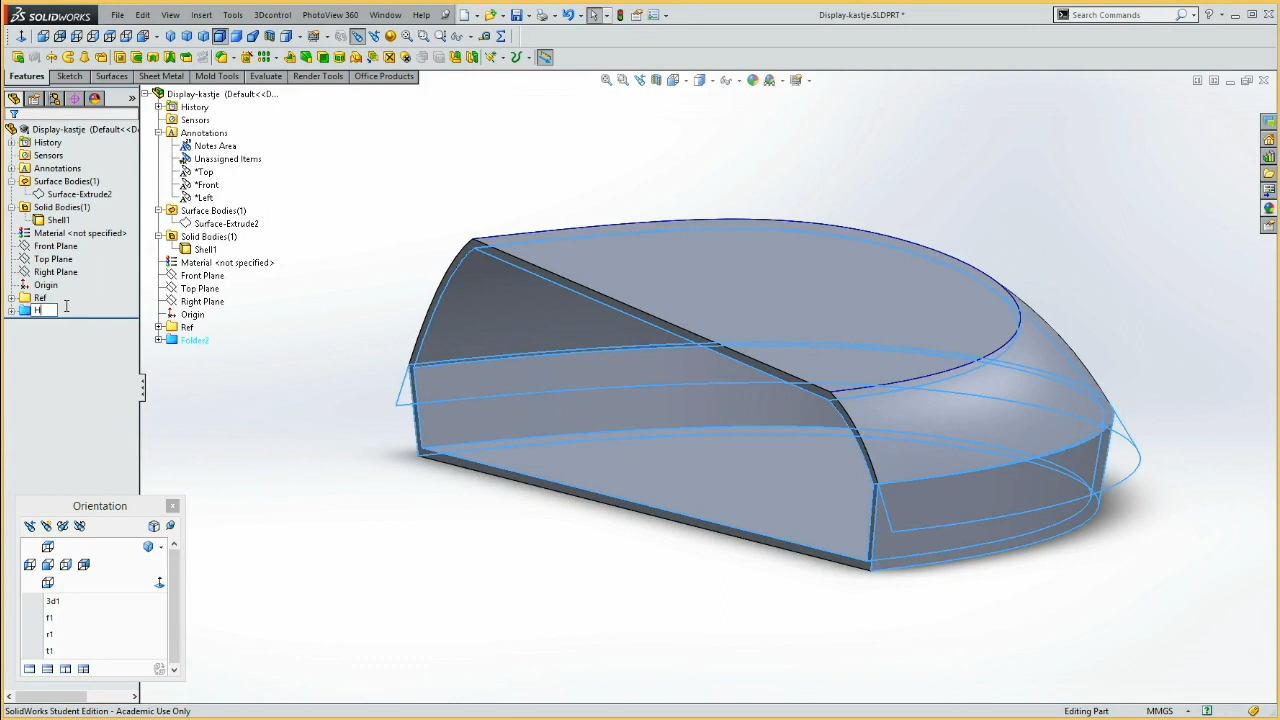 SOLIDWORKS File Edit View Insert Tools 3Dcontrol PhotoView 360 Window Help Display-kastje.SLDPRT * Search Commands
Features Sketch Surfaces Sheet Metal Mold Tools Evaluate Render Tools Office Products
Display-kastje (Default<<D
History
Sensors
Annotations
Surface Bodies(1)
Surface-Extrude2
Solid Bodies(1)
Shell1
Material <not specified>
Front Plane
Top Plane
Right Plane
Origin
Ref
H
Display-kastje (Default<<D...
History
Sensors
Annotations
Notes Area
Unassigned Items
*Top
*Front
*Left
Surface Bodies(1)
Surface-Extrude2
Solid Bodies(1)
Shell1
Material <not specified>
Front Plane
Top Plane
Right Plane
Origin
Ref
Folder2
Orientation
3d1
f1
r1
t1
SolidWorks Student Edition - Academic Use Only Editing Part MMGS